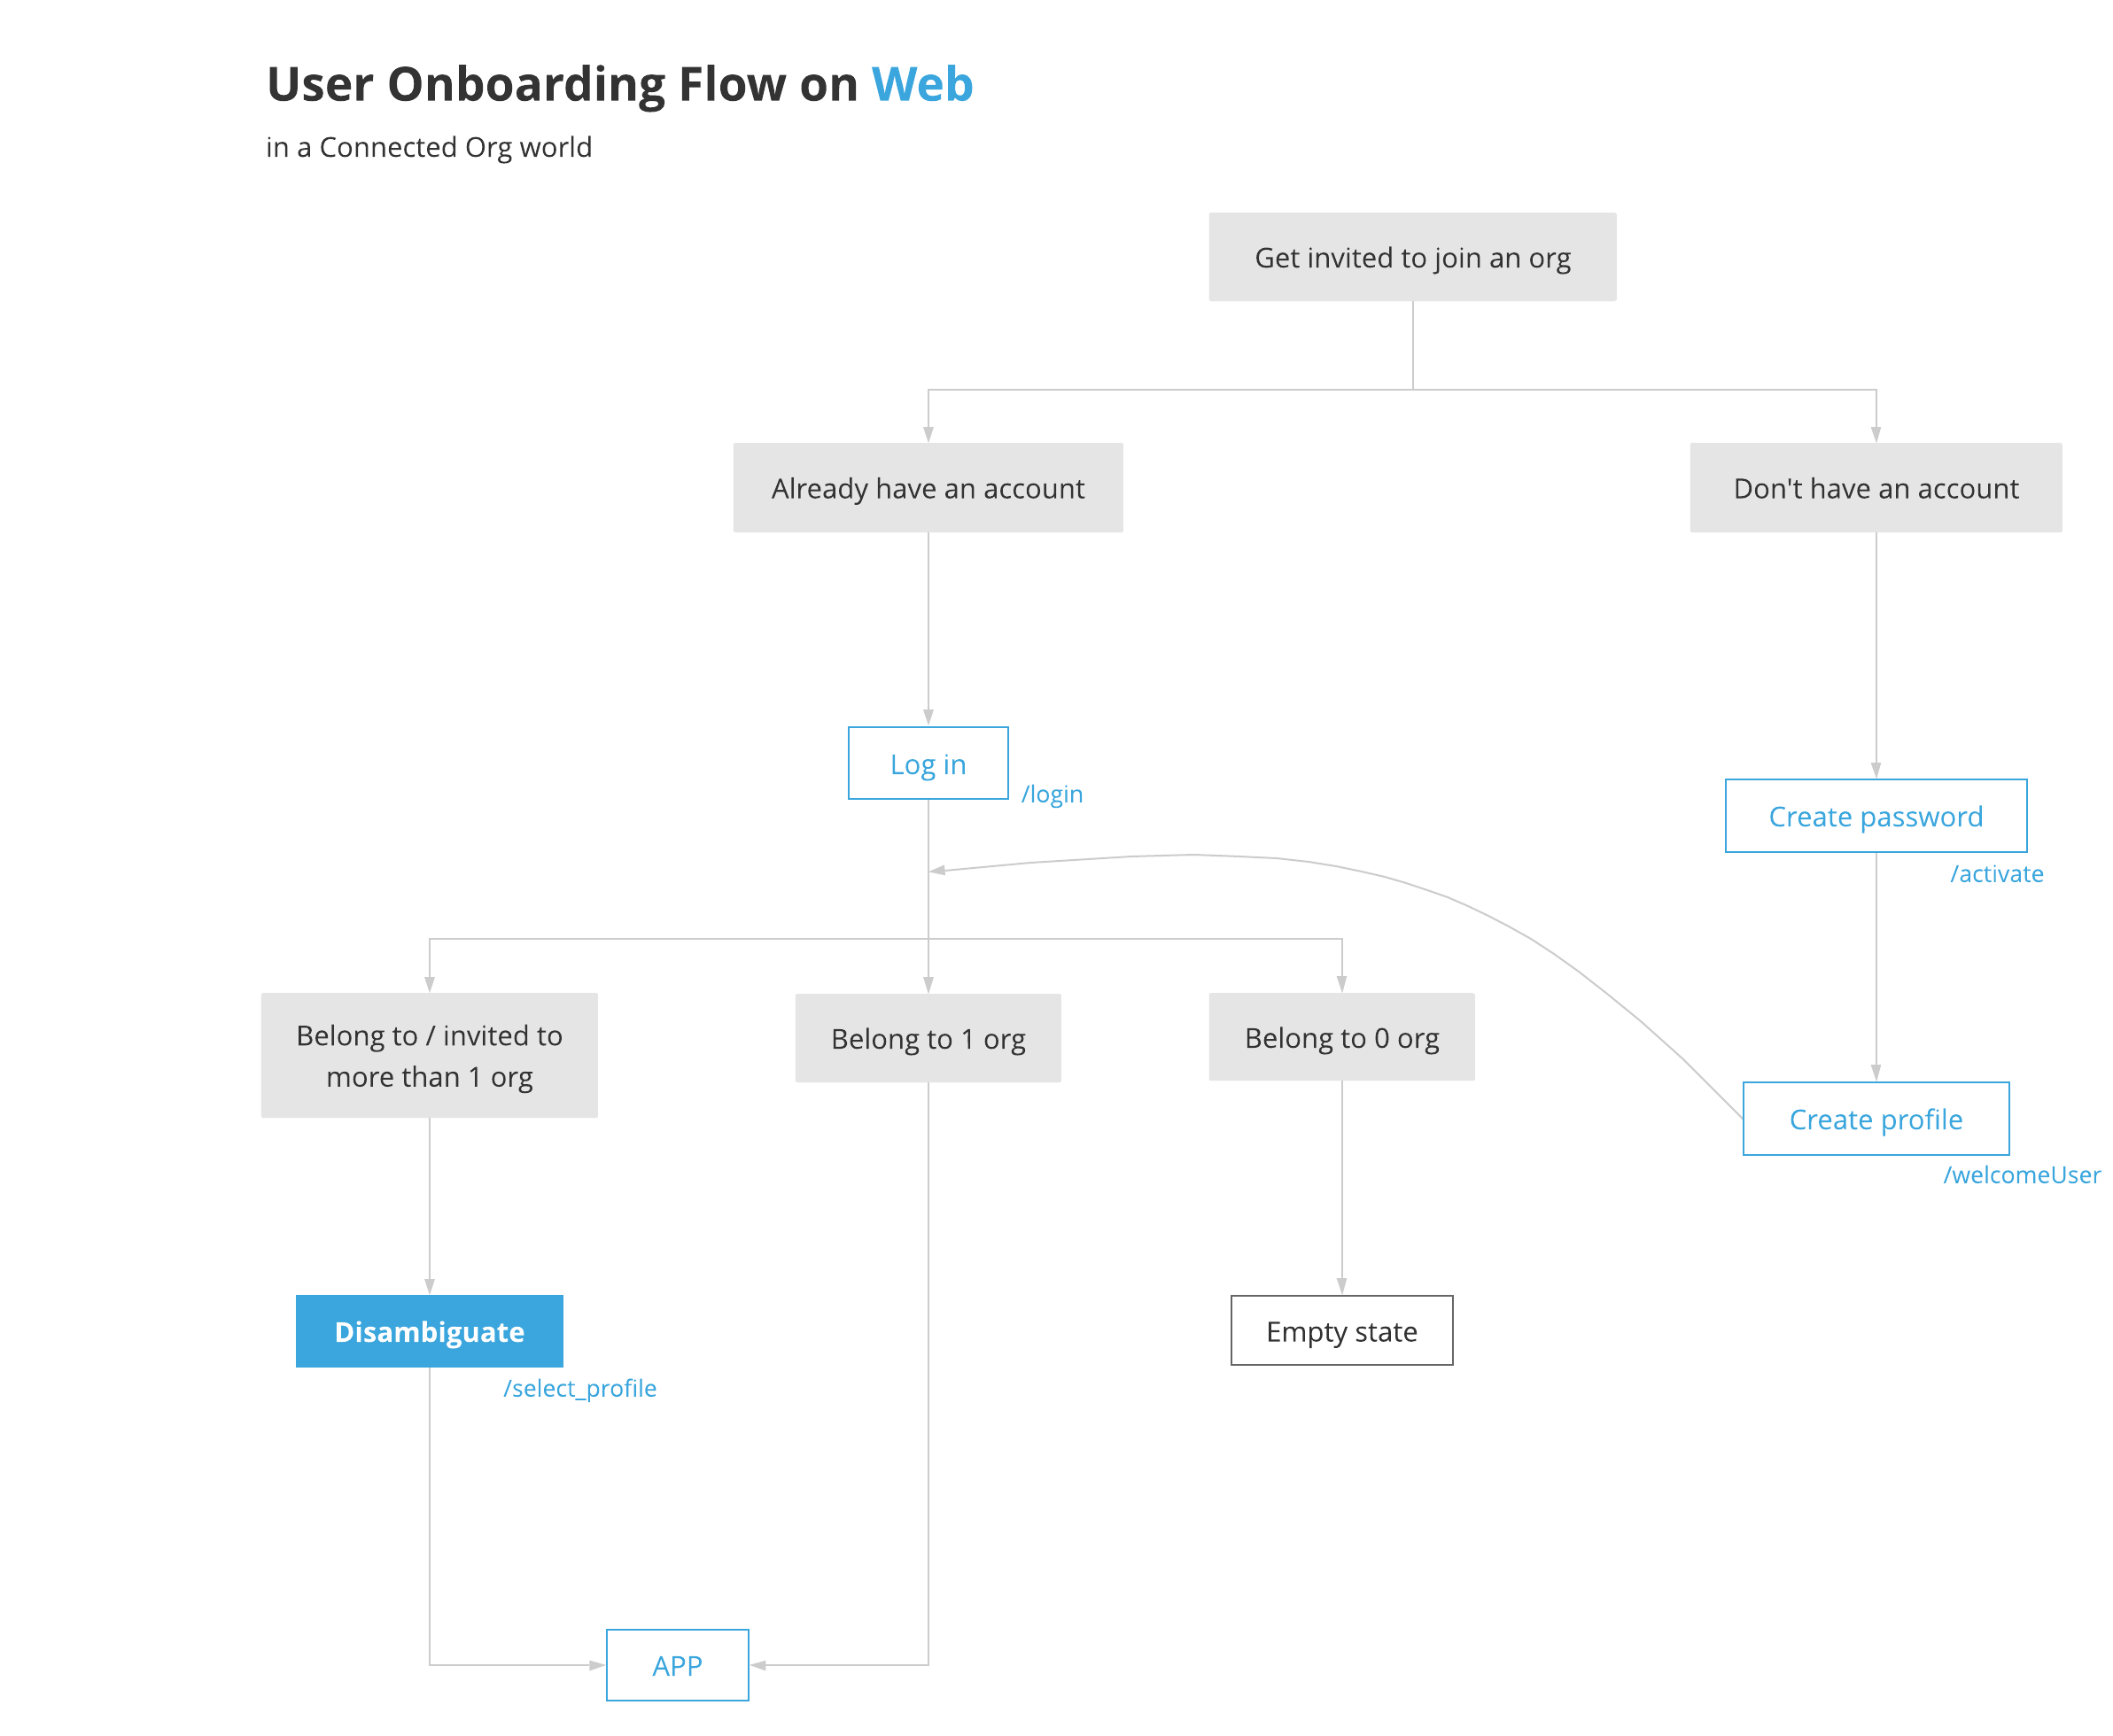 User Onboarding Flow on Web
in a Connected Org world
Get invited to join an org
Already have an account
Don't have an account
Log in
/login
Create password
/activate
Belong to / invited to
more than 1 org
Belong to 1 org
Belong to 0 org
Create profile
/welcomeUser
Disambiguate
/select_profile
Empty state
APP